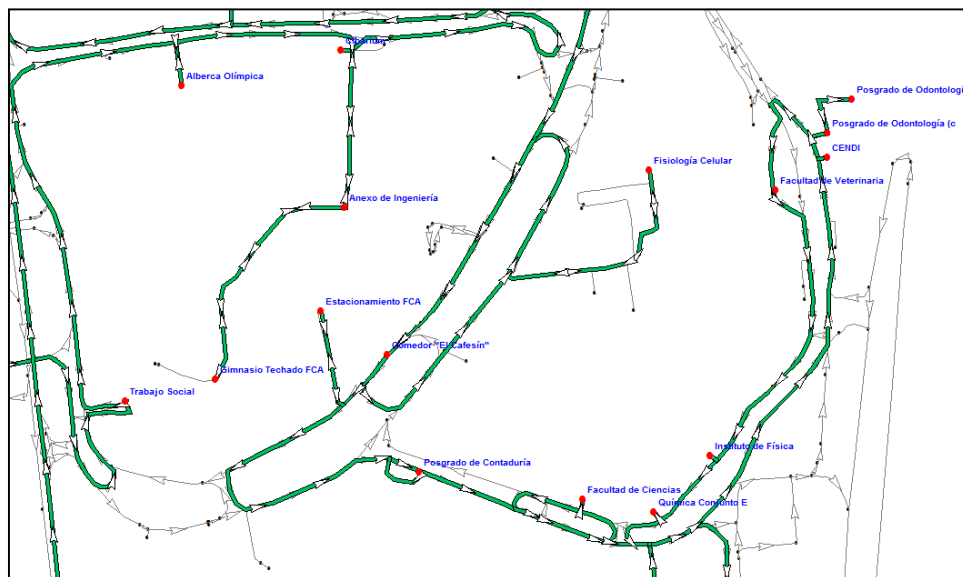 Alberca Olímpica
Posgrado de Odontologí
Posgrado de Odontología (c
CENDI
Fisiología Celular
Facultad de Veterinaria
Anexo de Ingeniería
Estacionamiento FCA
Comedor "El Cafesín"
Gimnasio Techado FCA
Trabajo Social
Instituto de Física
Posgrado de Contaduría
Facultad de Ciencias
Química Conjunto E